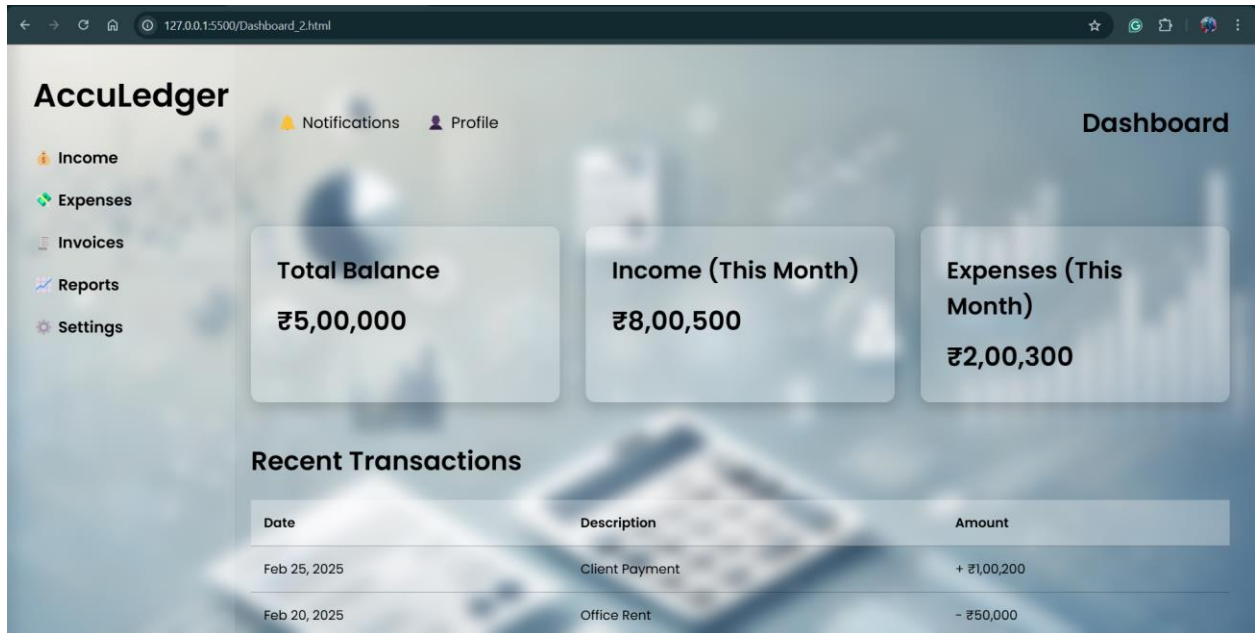 127.0.0.1:5500/Dashboard_2.html
AccuLedger
Income
Expenses
Invoices
Reports
Settings
Notifications Profile
Dashboard
Total Balance
₹5,00,000
Income (This Month)
₹8,00,500
Expenses (This
Month)
₹2,00,300
Recent Transactions
Date Description Amount
Feb 25, 2025 Client Payment + ₹1,00,200
Feb 20, 2025 Office Rent - ₹50,000